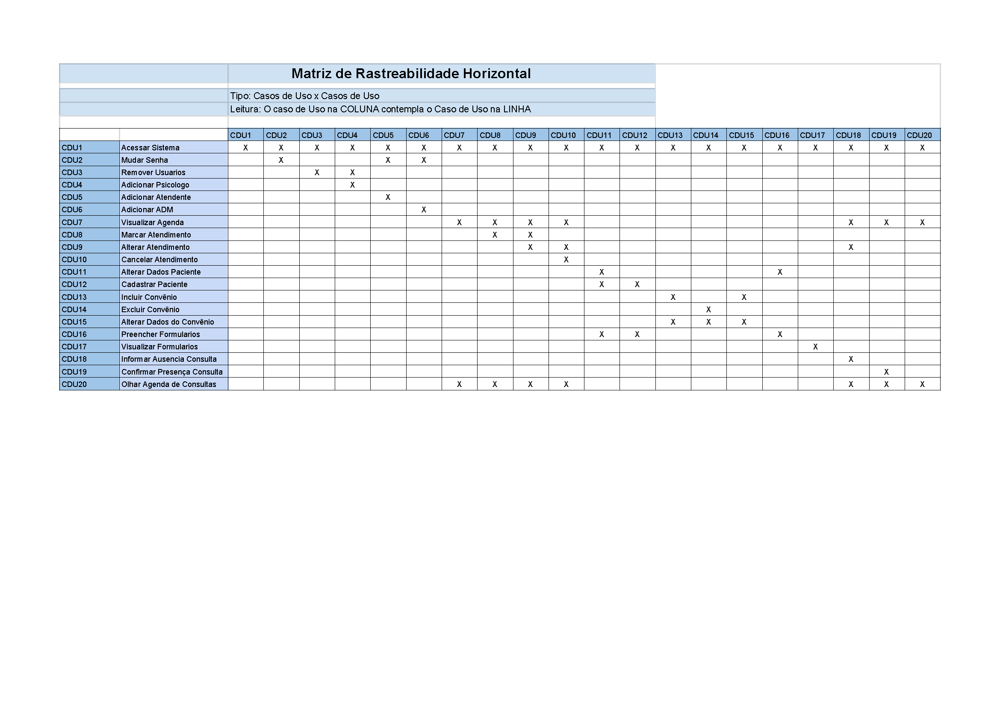 Matriz de Rastreabilidade Horizontal
Tipo: Casos de Uso x Casos de Uso
Leitura: O caso de Uso na COLUNA contempla o Caso de Uso na LINHA
CDU1 CDU2 CDU3 CDU4 CDU5 CDU6 CDU7 CDU8 CDU9 CDU10 CDU11 CDU12 CDU13 CDU14 CDU15 CDU16 CDU17 CDU18 CDU19 CDU20
CDU1 Acessar Sistema X X X X X X X X X X X X X X X X X X X X
CDU2 Mudar Senha X X X
CDU3 Remover Usuarios X X
CDU4 Adicionar Psicologo X
CDU5 Adicionar Atendente X
CDU6 Adicionar ADM X
CDU7 Visualizar Agenda X X X X X X X
CDU8 Marcar Atendimento X X
CDU9 Alterar Atendimento X X X
CDU10 Cancelar Atendimento X
CDU11 Alterar Dados Paciente X X
CDU12 Cadastrar Paciente X X
CDU13 Incluir Convênio X X
CDU14 Excluir Convênio X
CDU15 Alterar Dados do Convênio X X X
CDU16 Preencher Formularios X X X
CDU17 Visualizar Formularios X
CDU18 Informar Ausencia Consulta X
CDU19 Confirmar Presença Consulta X
CDU20 Olhar Agenda de Consultas X X X X X X X